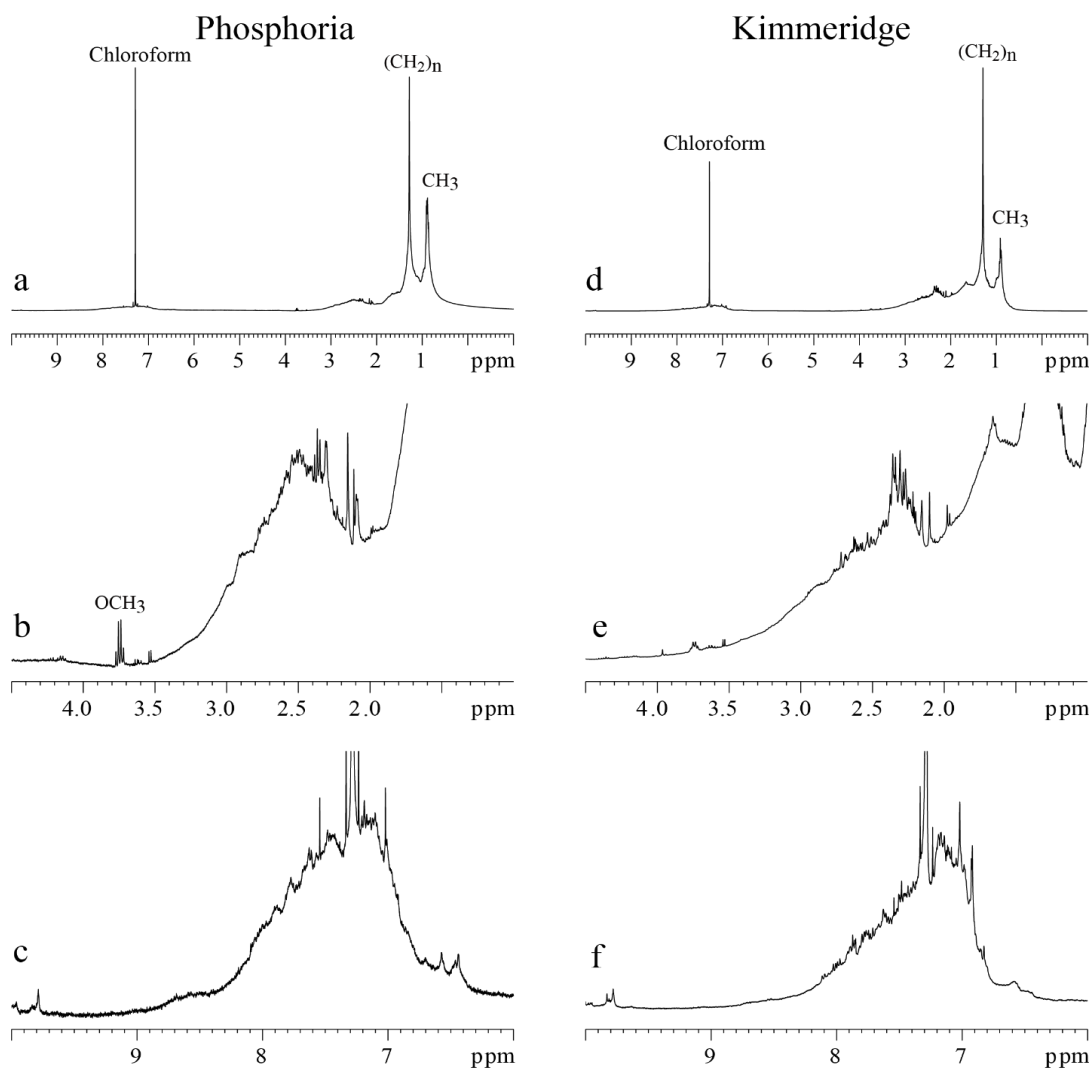 Phosphoria
Kimmeridge
Chloroform
(CH2)n
CH3
a
9 8 7 6 5 4 3 2 1 ppm
(CH2)n
Chloroform
CH3
d
9 8 7 6 5 4 3 2 1 ppm
OCH3
b
4.0 3.5 3.0 2.5 2.0 ppm
e
4.0 3.5 3.0 2.5 2.0 ppm
c
9 8 7 ppm
f
9 8 7 ppm